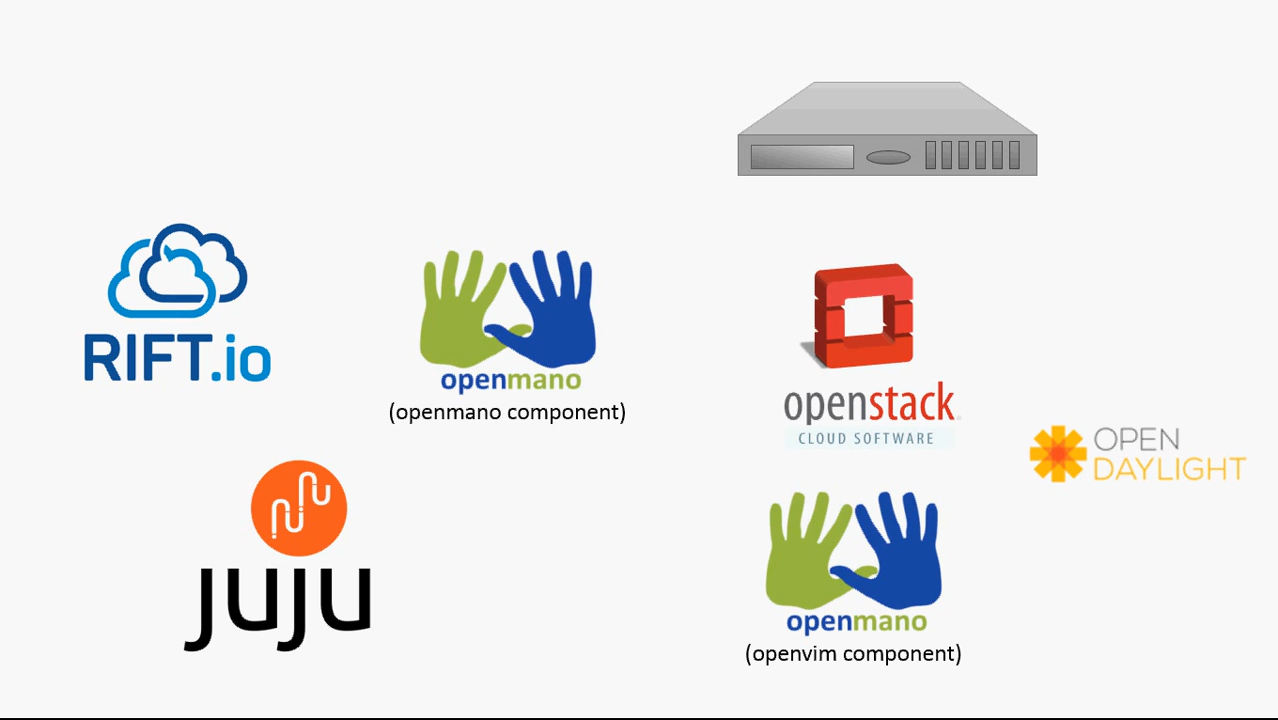 RIFT.io
openmano
(openmano component)
openstack
CLOUD SOFTWARE
OPEN
DAYLIGHT
juju
openmano
(openvim component)